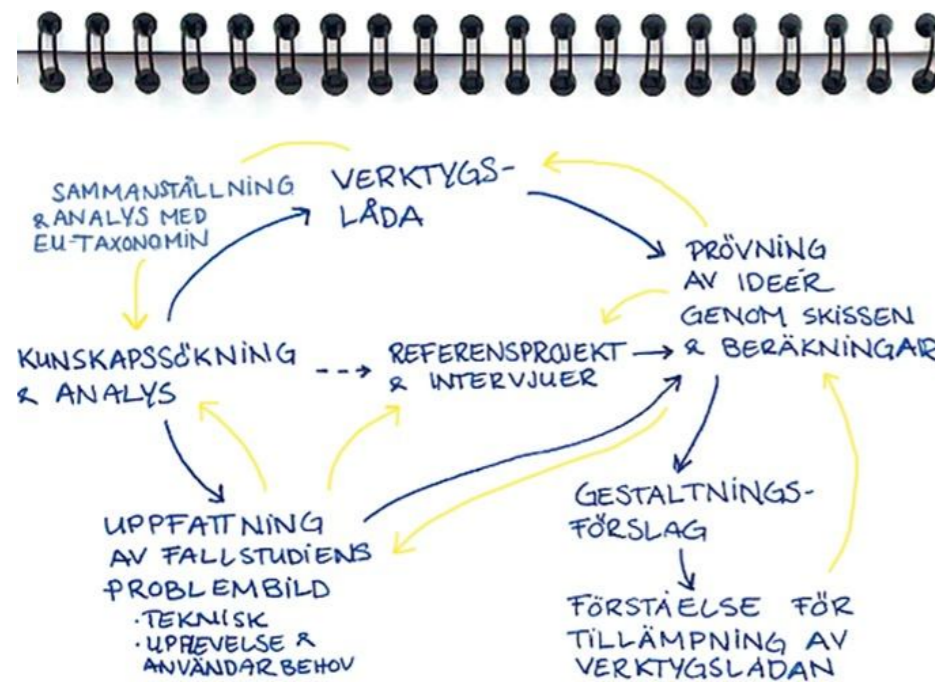 VERKTYGS-
LÅDA
SAMMANSTÄLLNING
& ANALYS MED
EU-TAXONOMIN
PRÖVNING
AV IDEÉR
GENOM SKISSEN
& BERÄKNINGAR
KUNSKAPSSÖKNING
& ANALYS
REFERENSPROJEKT
& INTERVJUER
UPPFATTNING
AV FALLSTUDIENS
PROBLEMBILD
·TEKNISK
·UPPLEVELSE &
ANVÄNDARBEHOV
GESTALTNINGS-
FÖRSLAG
FÖRSTÅELSE FÖR
TILLÄMPNING AV
VERKTYGSLÅDAN